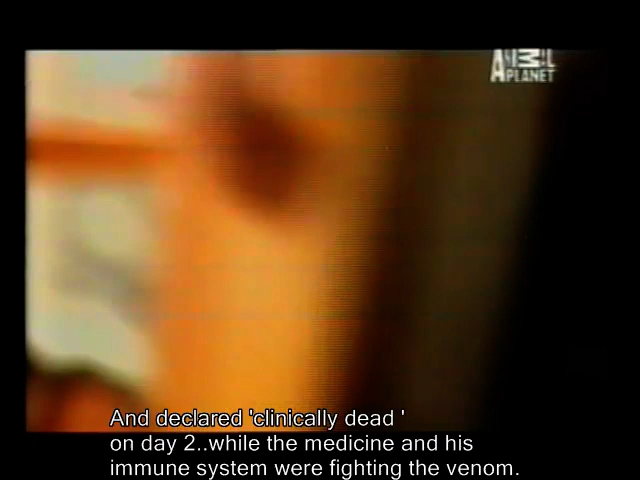 ANIMAL
PLANET
And declared 'clinically dead '
on day 2..while the medicine and his
immune system were fighting the venom.